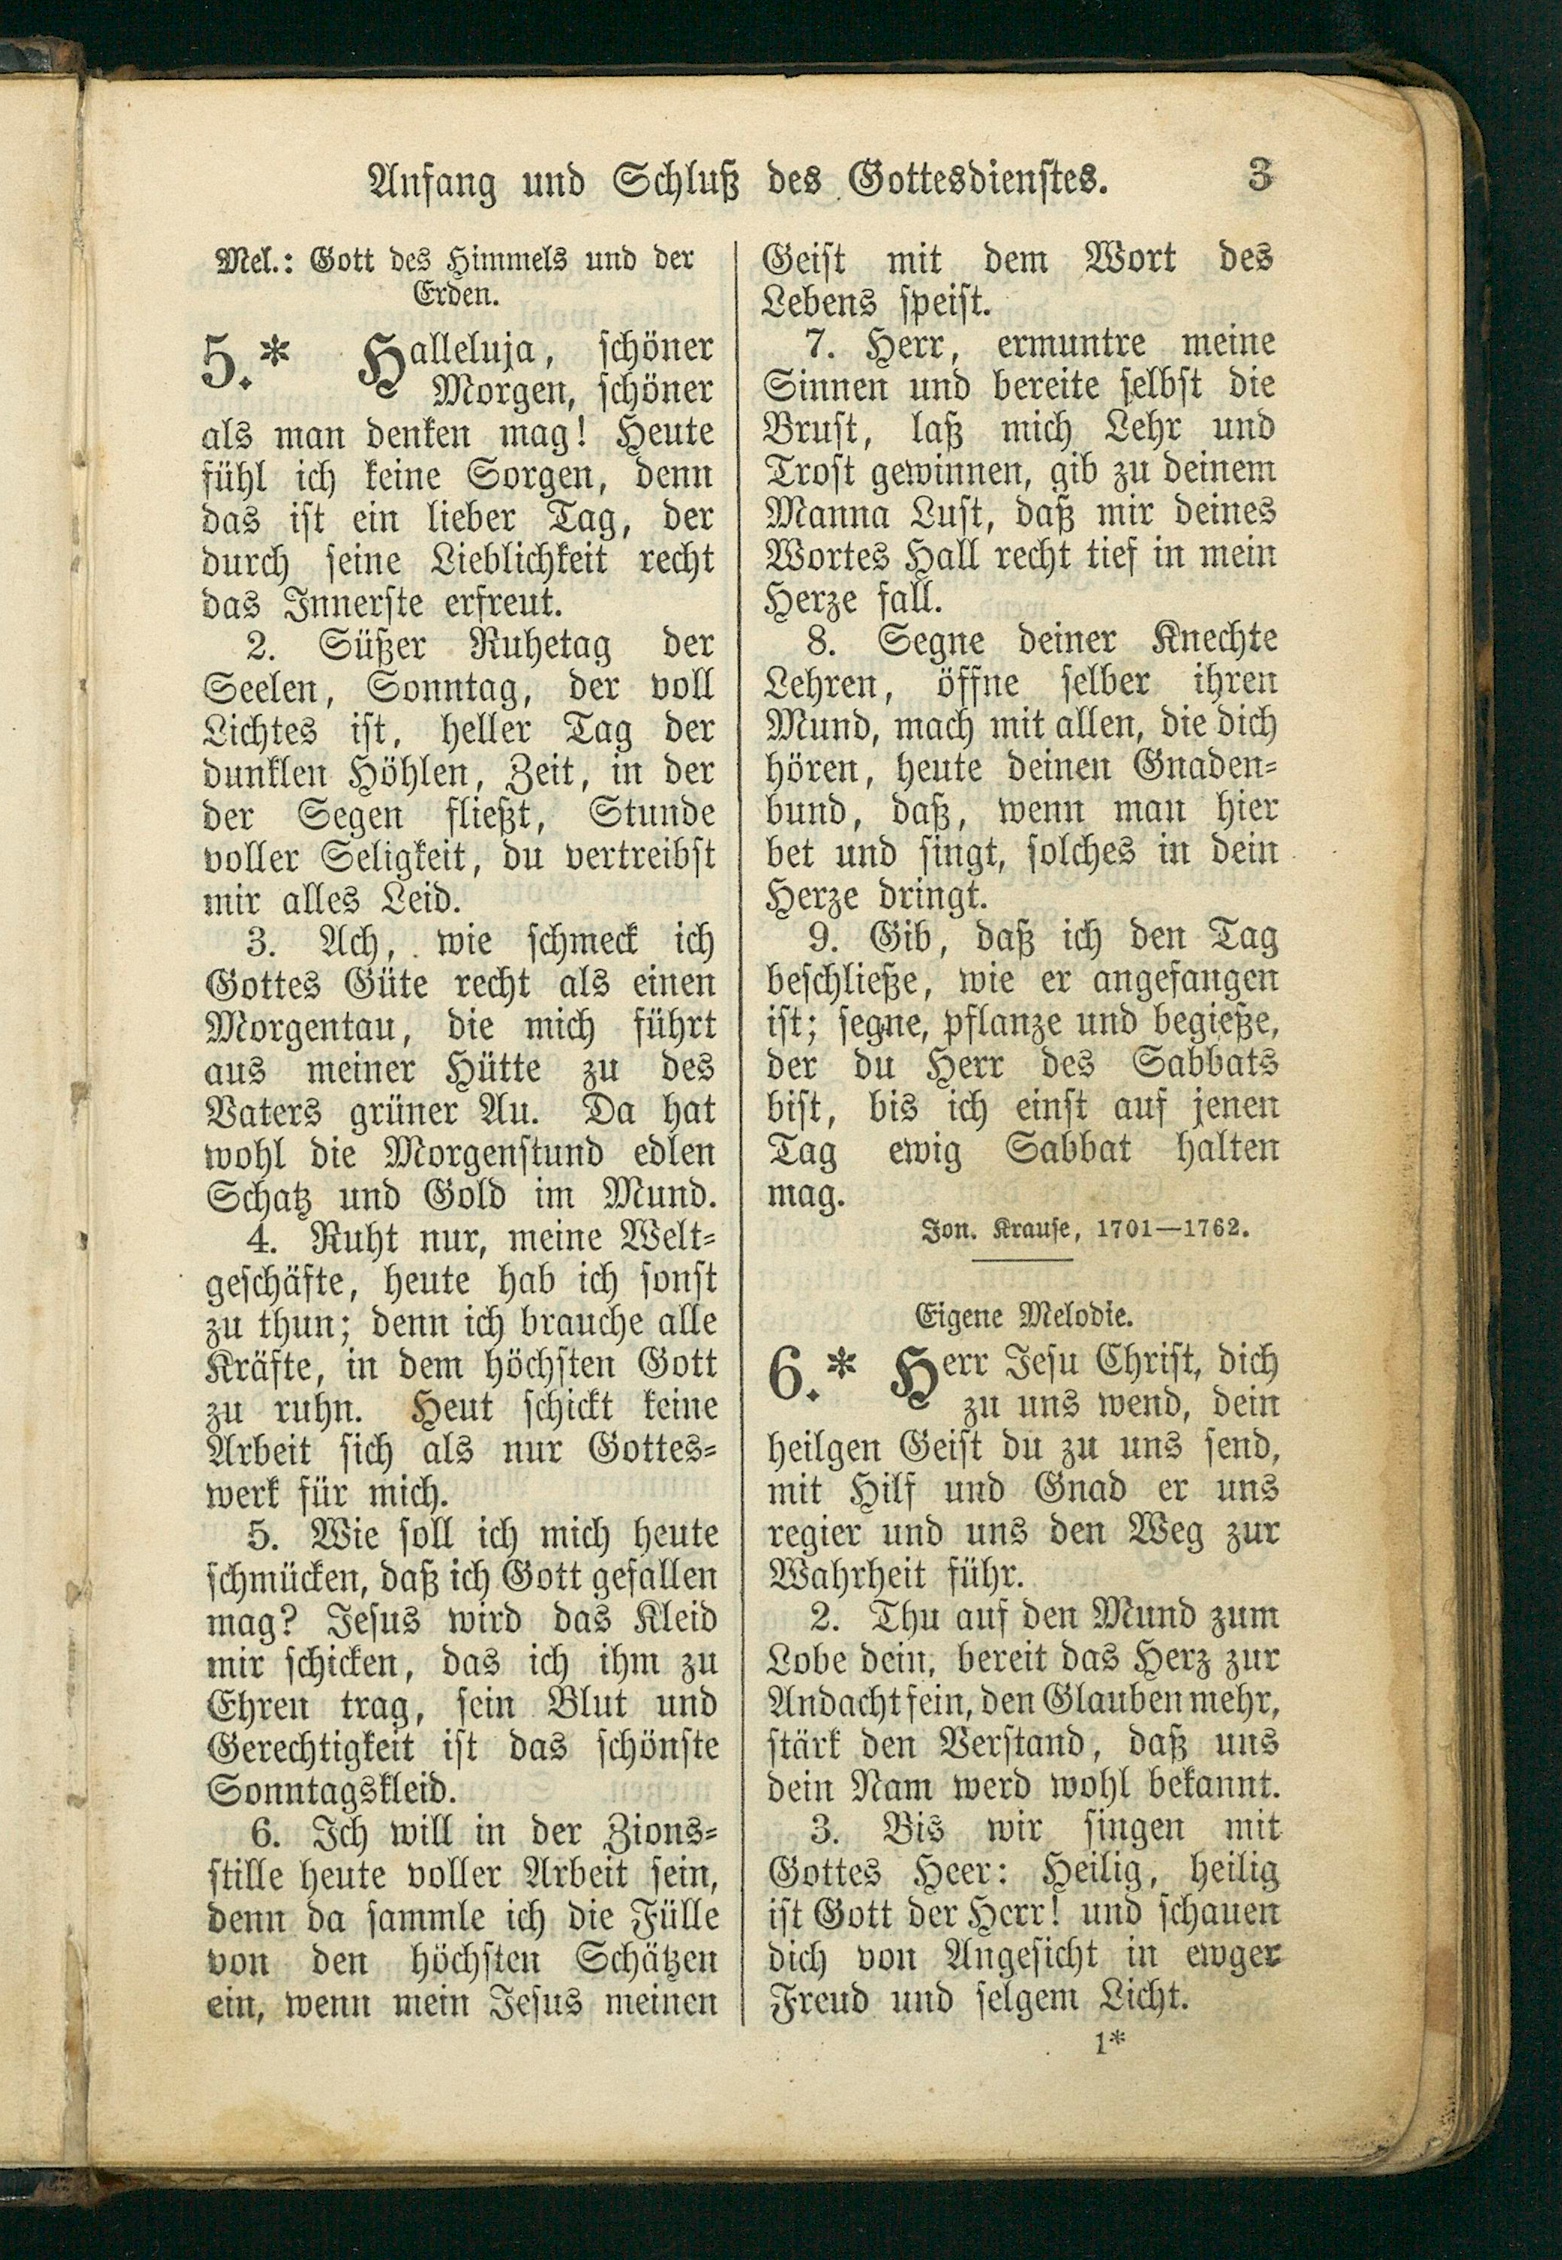 Anfang und Schluß des Gottesdienstes. 3
Mel.: Gott des Himmels und der
Erden.
5.* Halleluja, schöner
Morgen, schöner
als man denken mag! Heute
fühl ich keine Sorgen, denn
das ist ein lieber Tag, der
durch seine Lieblichkeit recht
das Innerste erfreut.
2. Süßer Ruhetag der
Seelen, Sonntag, der voll
Lichtes ist, heller Tag der
dunklen Höhlen, Zeit, in der
der Segen fließt, Stunde
voller Seligkeit, du vertreibst
mir alles Leid.
3. Ach, wie schmeck ich
Gottes Güte recht als einen
Morgentau, die mich führt
aus meiner Hütte zu des
Vaters grüner Au. Da hat
wohl die Morgenstund edlen
Schatz und Gold im Mund.
4. Ruht nur, meine Welt-
geschäfte, heute hab ich sonst
zu thun; denn ich brauche alle
Kräfte, in dem höchsten Gott
zu ruhn. Heut schickt keine
Arbeit sich als nur Gottes-
werk für mich.
5. Wie soll ich mich heute
schmücken, daß ich Gott gefallen
mag? Jesus wird das Kleid
mir schicken, das ich ihm zu
Ehren trag, sein Blut und
Gerechtigkeit ist das schönste
Sonntagskleid.
6. Ich will in der Zions-
stille heute voller Arbeit sein,
denn da sammle ich die Fülle
von den höchsten Schätzen
ein, wenn mein Jesus meinen
Geist mit dem Wort des
Lebens speist.
7. Herr, ermuntre meine
Sinnen und bereite selbst die
Brust, laß mich Lehr und
Trost gewinnen, gib zu deinem
Manna Lust, daß mir deines
Wortes Hall recht tief in mein
Herze fall.
8. Segne deiner Knechte
Lehren, öffne selber ihren
Mund, mach mit allen, die dich
hören, heute deinen Gnaden-
bund, daß, wenn man hier
bet und singt, solches in dein
Herze dringt.
9. Gib, daß ich den Tag
beschließe, wie er angefangen
ist; segne, pflanze und begieße,
der du Herr des Sabbats
bist, bis ich einst auf jenen
Tag ewig Sabbat halten
mag.
Jon. Krause, 1701—1762.
Eigene Melodie.
6.* Herr Jesu Christ, dich
zu uns wend, dein
heilgen Geist du zu uns send,
mit Hilf und Gnad er uns
regier und uns den Weg zur
Wahrheit führ.
2. Thu auf den Mund zum
Lobe dein, bereit das Herz zur
Andacht fein, den Glauben mehr,
stärk den Verstand, daß uns
dein Nam werd wohl bekannt.
3. Bis wir singen mit
Gottes Heer: Heilig, heilig
ist Gott der Herr! und schauen
dich von Angesicht in ewger
Freud und selgem Licht.
1*